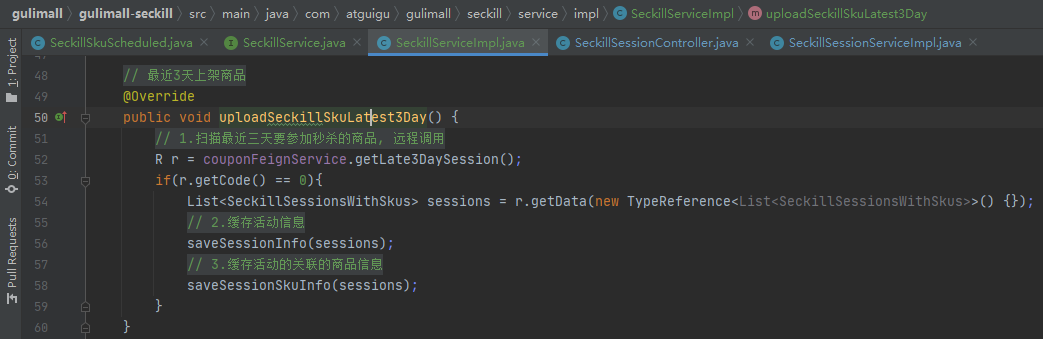 gulimall > gulimall-seckill > src > main > java > com > atguigu > gulimall > seckill > service > impl > SeckillServiceImpl > uploadSeckillSkuLatest3Day
SeckillSkuScheduled.java × SeckillService.java × SeckillServiceImpl.java × SeckillSessionController.java × SeckillSessionServiceImpl.java ×
1: Project
0: Commit
Pull Requests
47
48 // 最近3天上架商品
49 @Override
50 public void uploadSeckillSkuLatest3Day() {
51 // 1.扫描最近三天要参加秒杀的商品, 远程调用
52 R r = couponFeignService.getLate3DaySession();
53 if(r.getCode() == 0){
54 List<SeckillSessionsWithSkus> sessions = r.getData(new TypeReference<List<SeckillSessionsWithSkus>>() {});
55 // 2.缓存活动信息
56 saveSessionInfo(sessions);
57 // 3.缓存活动的关联的商品信息
58 saveSessionSkuInfo(sessions);
59 }
60 }